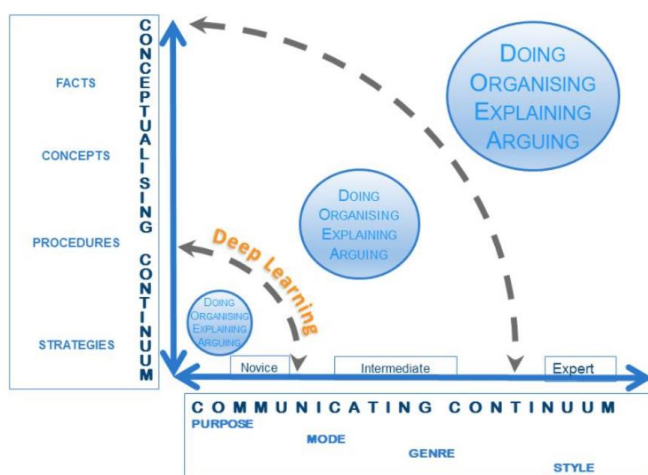 CONCEPTUALISING CONTINUUM
FACTS
CONCEPTS
PROCEDURES
STRATEGIES
DOING
ORGANISING
EXPLAINING
ARGUING
DOING
ORGANISING
EXPLAINING
ARGUING
Deep Learning
DOING
ORGANISING
EXPLAINING
ARGUING
Novice
Intermediate
Expert
COMMUNICATING CONTINUUM
PURPOSE
MODE
GENRE
STYLE